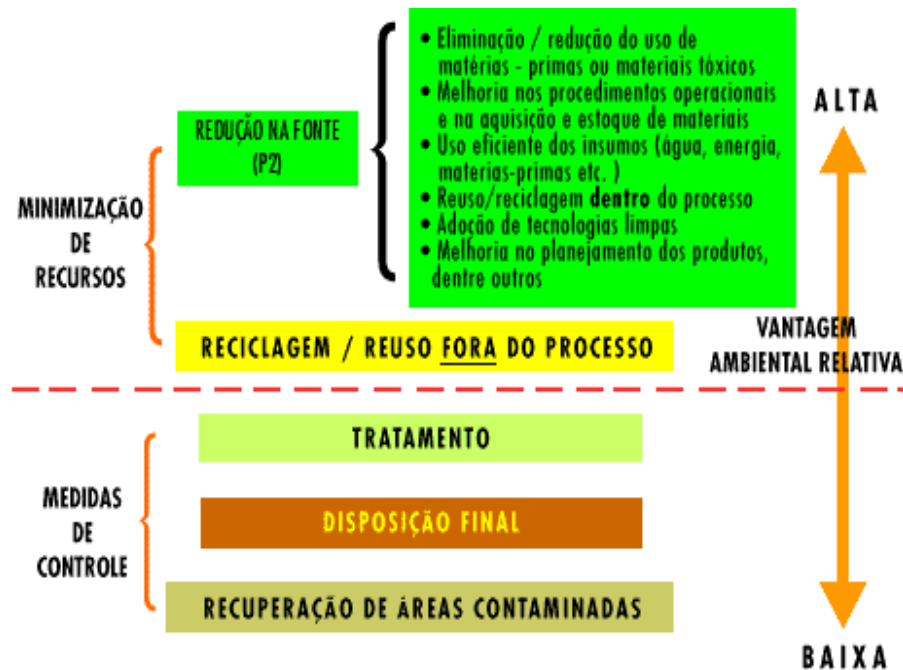 • Eliminação / redução do uso de
matérias - primas ou materiais tóxicos
• Melhoria nos procedimentos operacionais
e na aquisição e estoque de materiais
• Uso eficiente dos insumos (água, energia,
materias-primas etc. )
• Reuso/reciclagem dentro do processo
• Adoção de tecnologias limpas
• Melhoria no planejamento dos produtos,
dentre outros
REDUÇÃO NA FONTE
(P2)
MINIMIZAÇÃO
DE
RECURSOS
RECICLAGEM / REUSO FORA DO PROCESSO
ALTA
VANTAGEM
AMBIENTAL RELATIVA
TRATAMENTO
MEDIDAS
DE
CONTROLE
DISPOSIÇÃO FINAL
RECUPERAÇÃO DE ÁREAS CONTAMINADAS
BAIXA